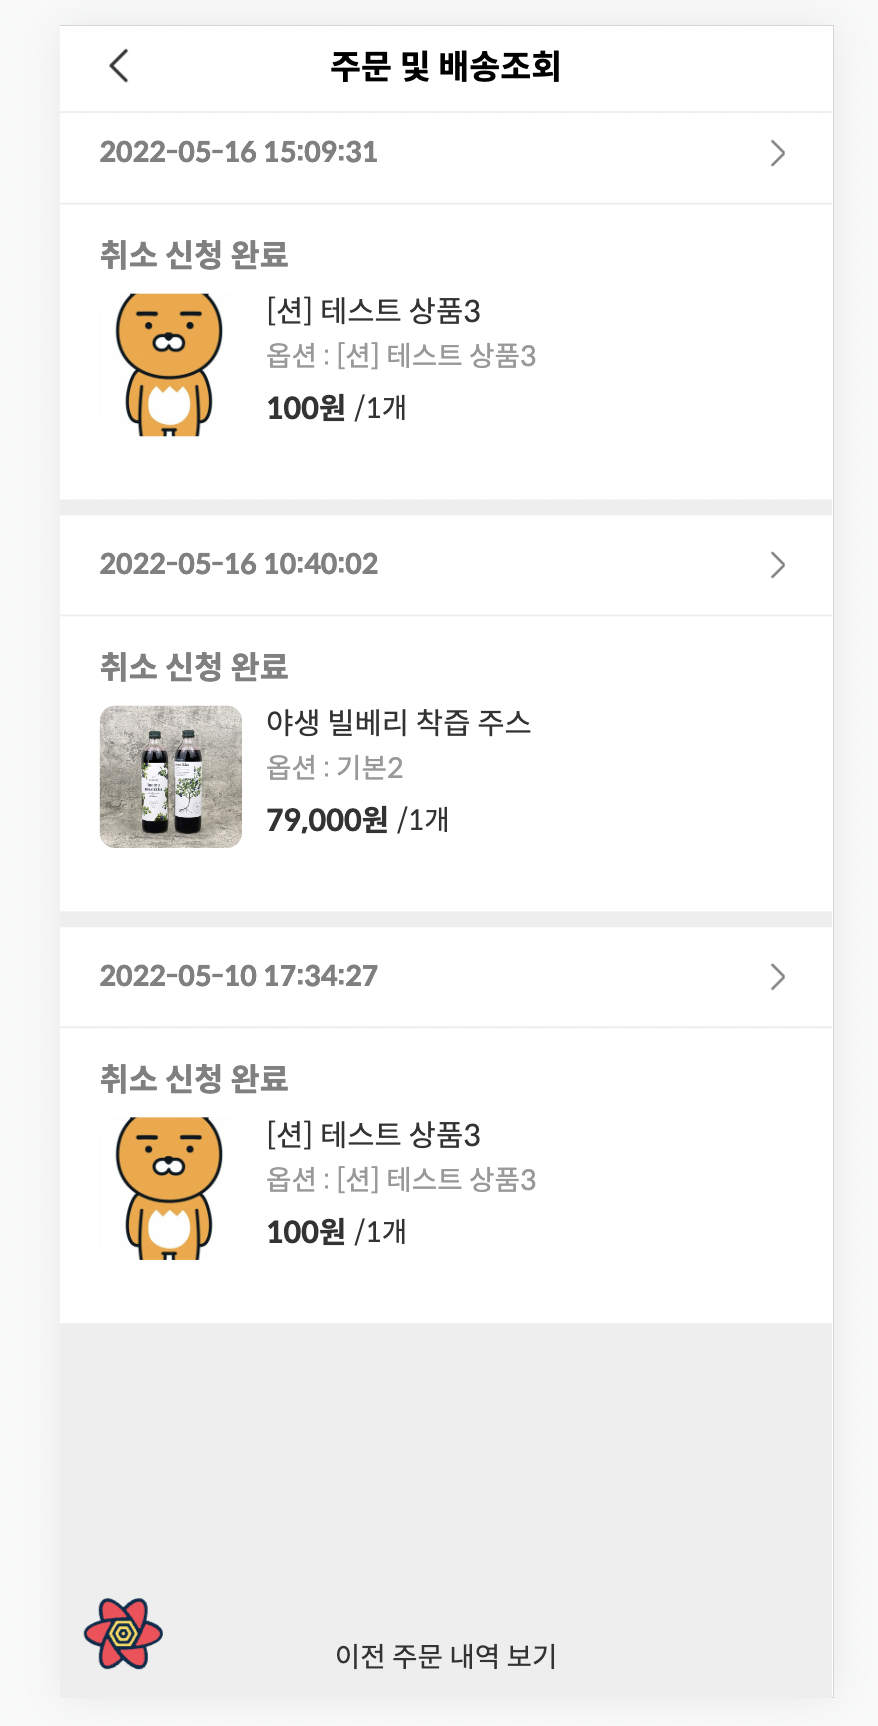 주문 및 배송조회
2022-05-16 15:09:31
취소 신청 완료
[션] 테스트 상품3
옵션 : [션] 테스트 상품3
100원 /1개
2022-05-16 10:40:02
취소 신청 완료
야생 빌베리 착즙 주스
옵션 : 기본2
79,000원 /1개
2022-05-10 17:34:27
취소 신청 완료
[션] 테스트 상품3
옵션 : [션] 테스트 상품3
100원 /1개
이전 주문 내역 보기